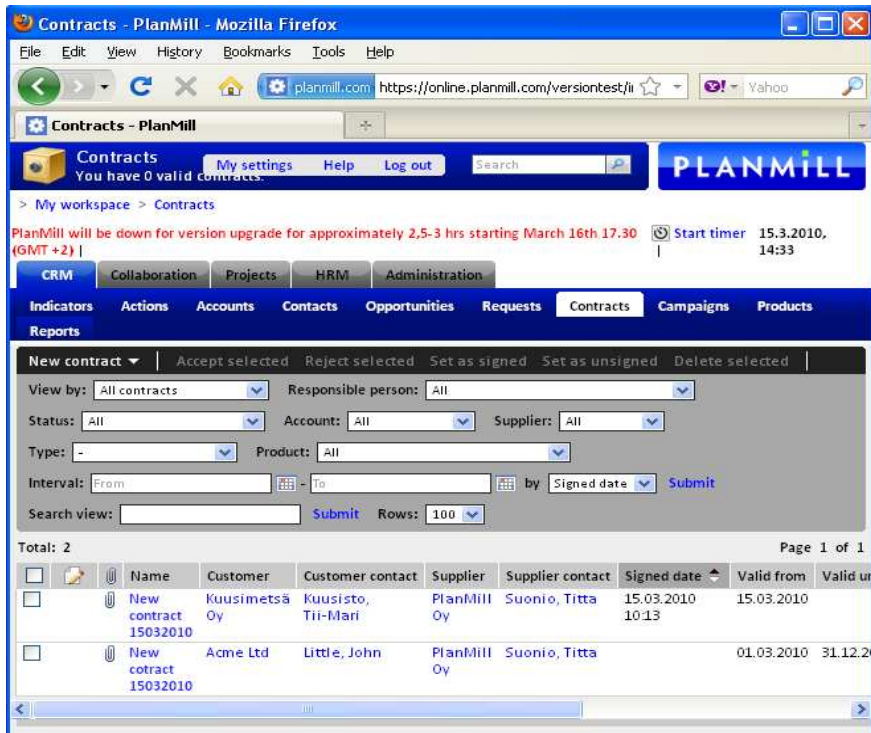 Contracts - PlanMill - Mozilla Firefox
File Edit View History Bookmarks Tools Help
planmill.com https://online.planmill.com/versiontest/ii Yahoo
Contracts - PlanMill
Contracts
You have 0 valid contracts.
My settings Help Log out Search PLANMILL
> My workspace > Contracts
PlanMill will be down for version upgrade for approximately 2,5-3 hrs starting March 16th 17.30 Start timer 15.3.2010,
(GMT +2) | | 14:33
CRM Collaboration Projects HRM Administration
Indicators Actions Accounts Contacts Opportunities Requests Contracts Campaigns Products
Reports
New contract | Accept selected Reject selected Set as signed Set as unsigned Delete selected |
View by: All contracts Responsible person: All
Status: All Account: All Supplier: All
Type: - Product: All
Interval: From - To by Signed date Submit
Search view: Submit Rows: 100
Total: 2 Page 1 of 1
Name Customer Customer contact Supplier Supplier contact Signed date Valid from Valid un
New Kuusimetsä Kuusisto, PlanMill Suonio, Titta 15.03.2010 15.03.2010
contract Oy Tii-Mari Oy 10:13
15032010
New Acme Ltd Little, John PlanMill Suonio, Titta 01.03.2010 31.12.20
cotract Oy
15032010